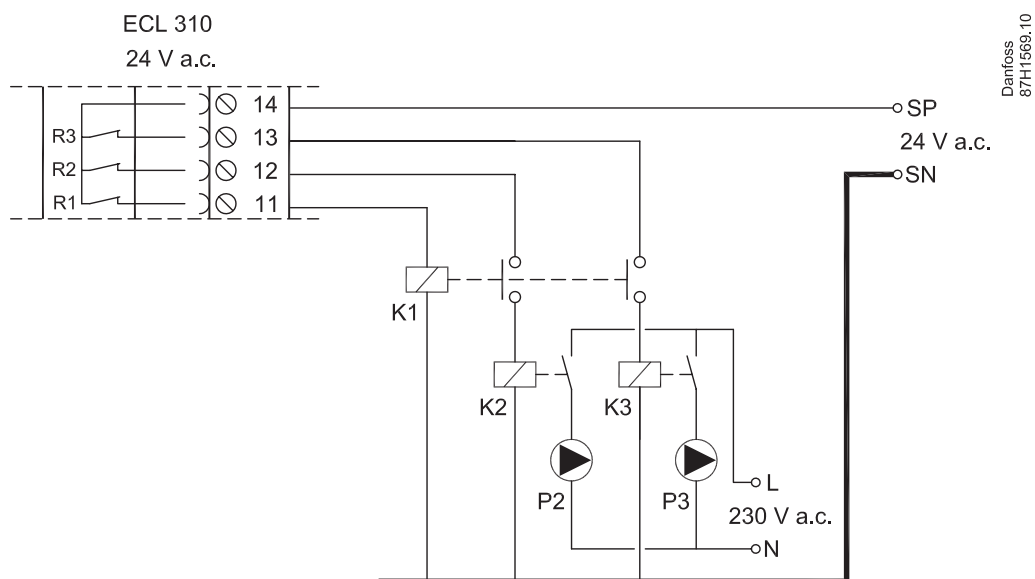 ECL 310
24 V a.c.
Danfoss
87H1569.10
14
SP
R3
13
24 V a.c.
R2
12
SN
R1
11
K1
K2
K3
P2
P3
L
230 V a.c.
N